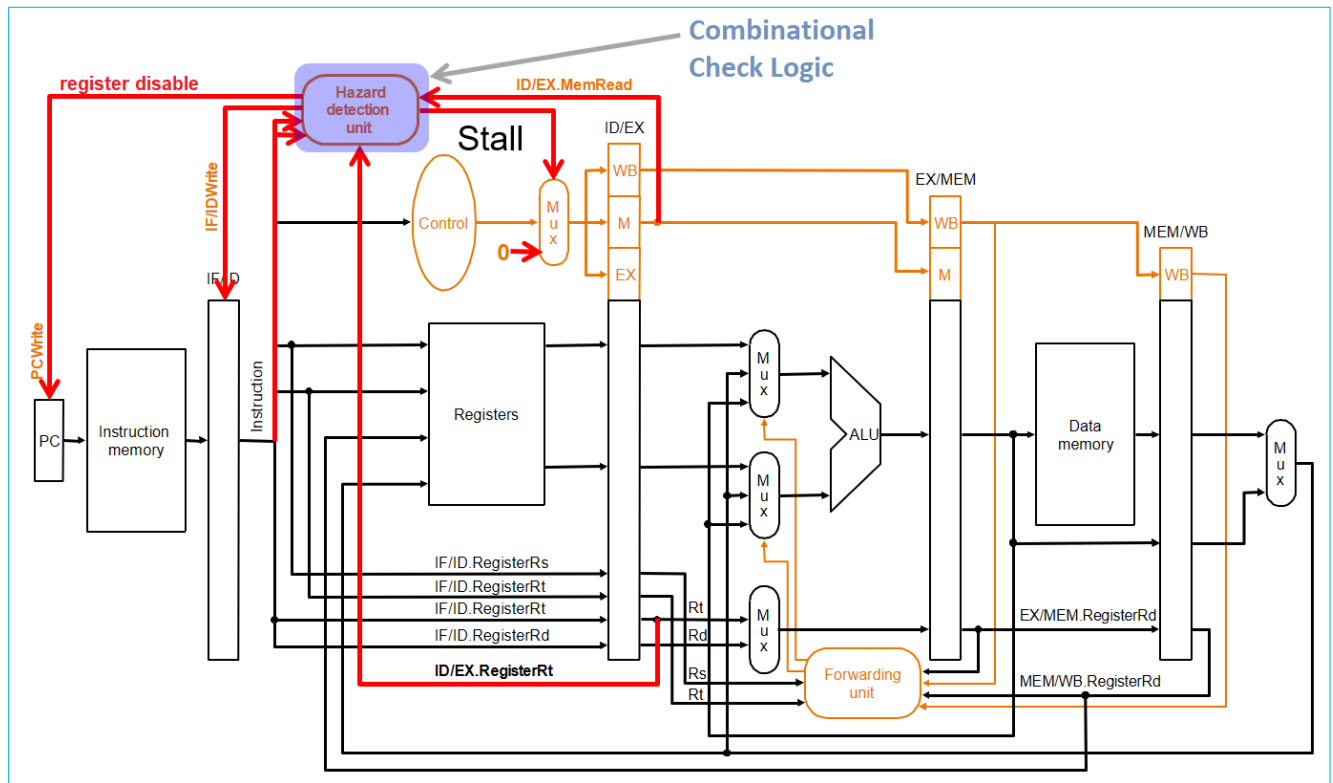 Combinational
Check Logic
register disable
Hazard
detection
unit
ID/EX.MemRead
Stall
ID/EX
WB
EX/MEM
IF/IDWrite
Control
M
u
x
M
WB
MEM/WB
0
EX
M
WB
IF/ID
PCWrite
Instruction
M
u
x
PC
Instruction
memory
Registers
ALU
Data
memory
M
u
x
M
u
x
IF/ID.RegisterRs
IF/ID.RegisterRt
IF/ID.RegisterRt
Rt
M
u
x
EX/MEM.RegisterRd
IF/ID.RegisterRd
Rd
ID/EX.RegisterRt
Rs
Forwarding
unit
MEM/WB.RegisterRd
Rt